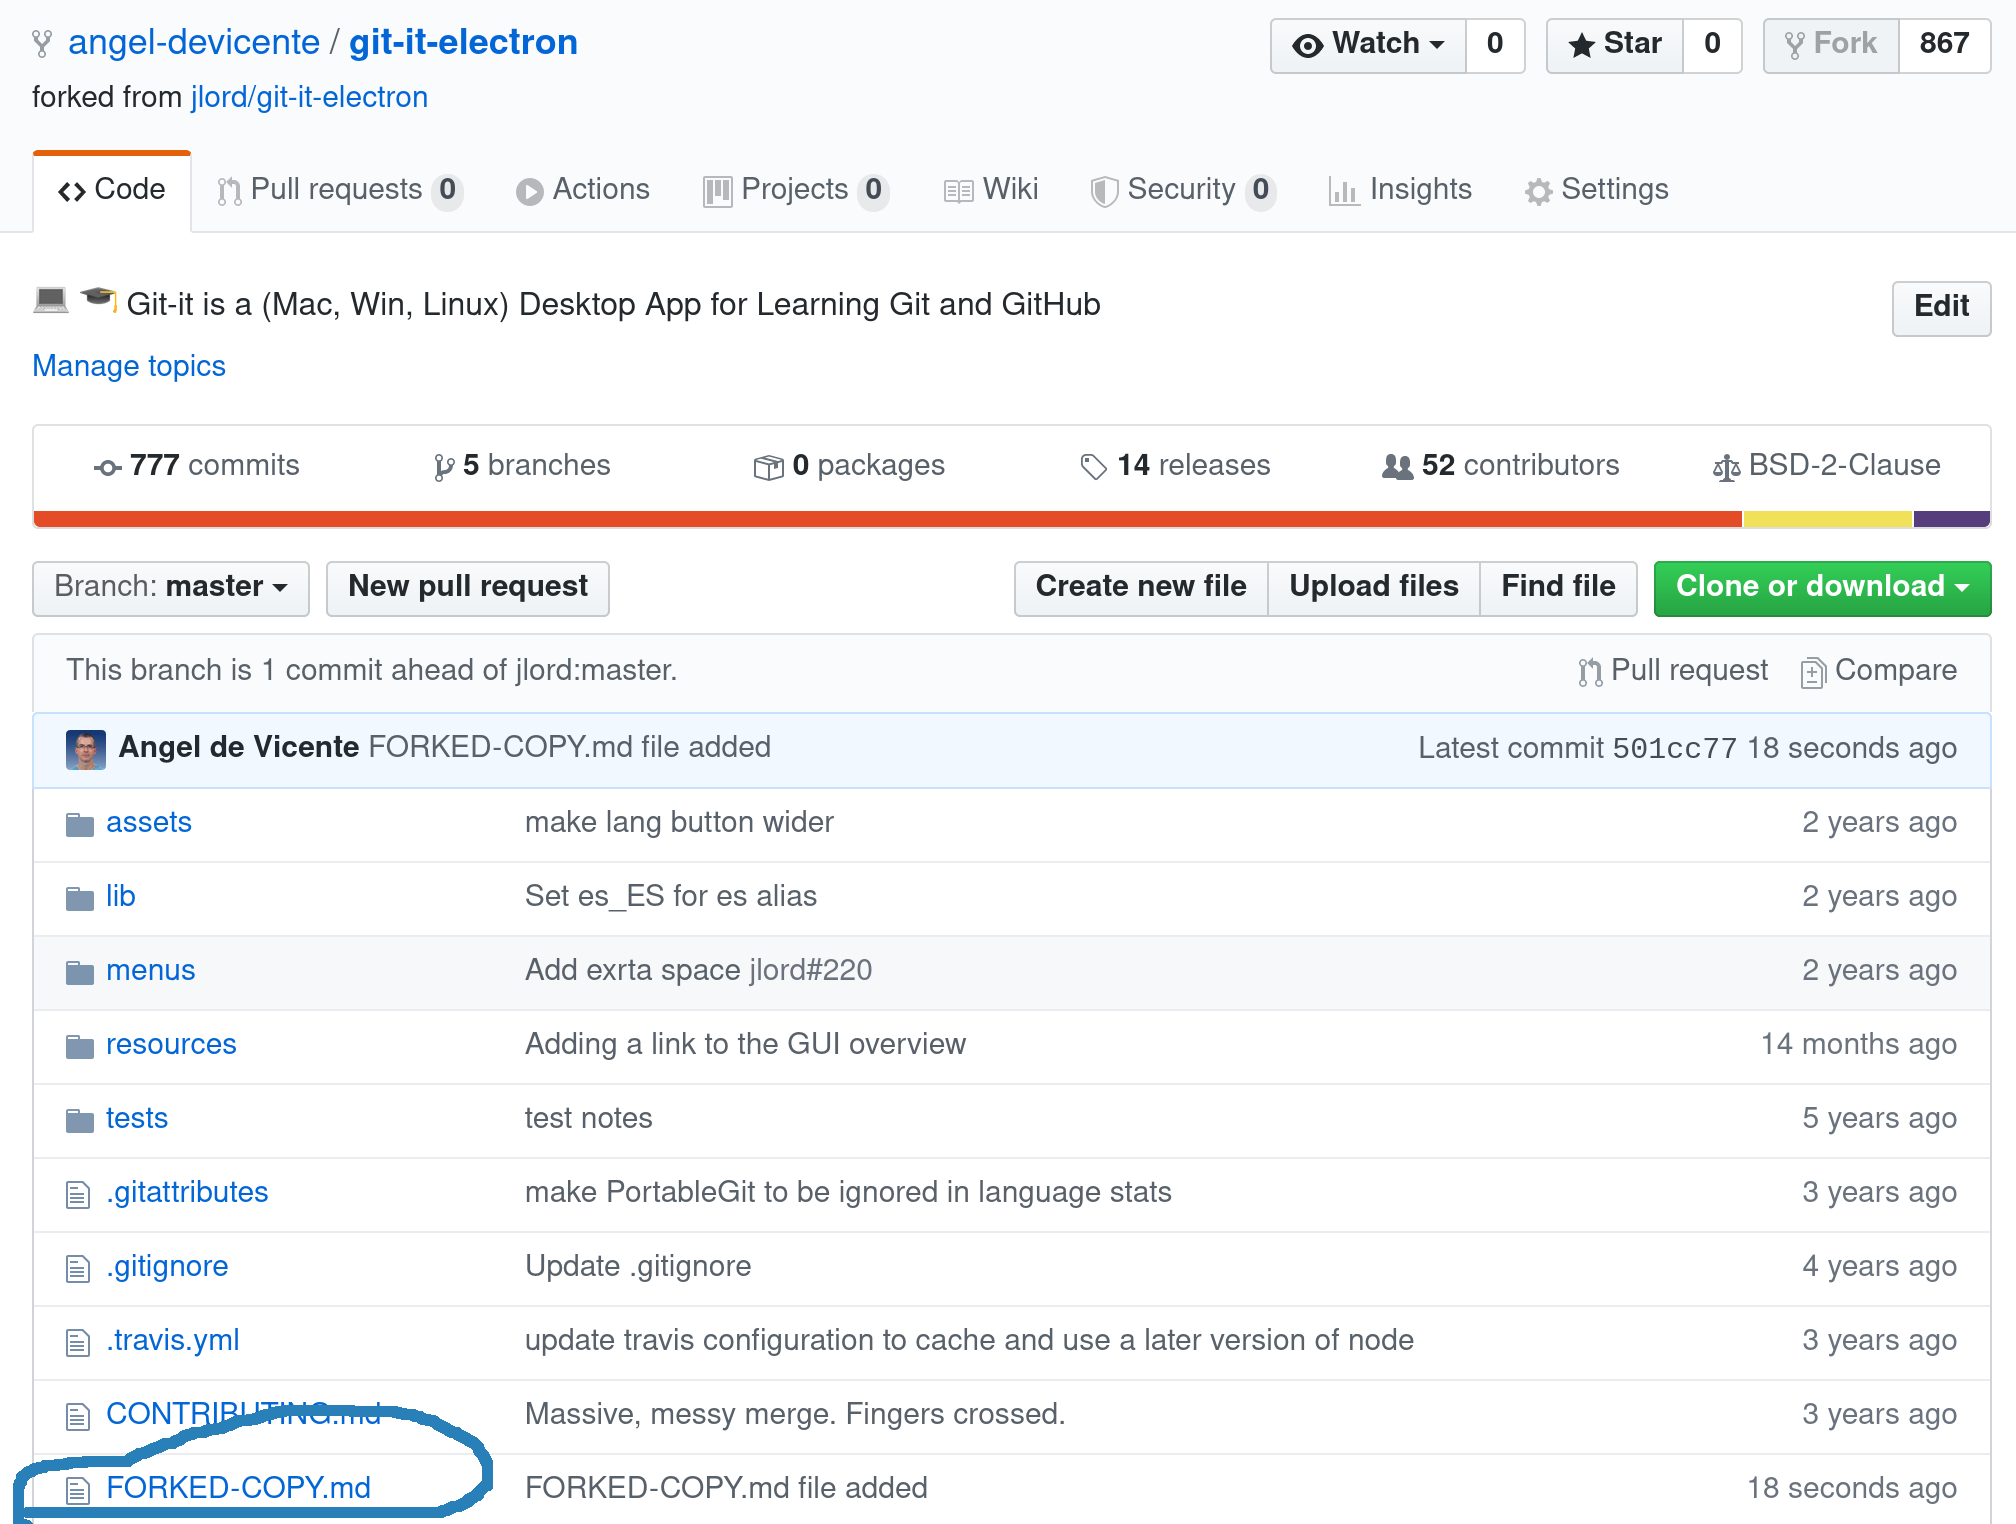 angel-devicente / git-it-electron
Watch 0 Star 0 Fork 867
forked from jlord/git-it-electron
Code Pull requests 0 Actions Projects 0 Wiki Security 0 Insights Settings
Git-it is a (Mac, Win, Linux) Desktop App for Learning Git and GitHub
Edit
Manage topics
777 commits 5 branches 0 packages 14 releases 52 contributors BSD-2-Clause
Branch: master New pull request Create new file Upload files Find file Clone or download
This branch is 1 commit ahead of jlord:master. Pull request Compare
Angel de Vicente FORKED-COPY.md file added Latest commit 501cc77 18 seconds ago
assets make lang button wider 2 years ago
lib Set es_ES for es alias 2 years ago
menus Add exrta space jlord#220 2 years ago
resources Adding a link to the GUI overview 14 months ago
tests test notes 5 years ago
.gitattributes make PortableGit to be ignored in language stats 3 years ago
.gitignore Update .gitignore 4 years ago
.travis.yml update travis configuration to cache and use a later version of node 3 years ago
CONTRIBUTING.md Massive, messy merge. Fingers crossed. 3 years ago
FORKED-COPY.md FORKED-COPY.md file added 18 seconds ago